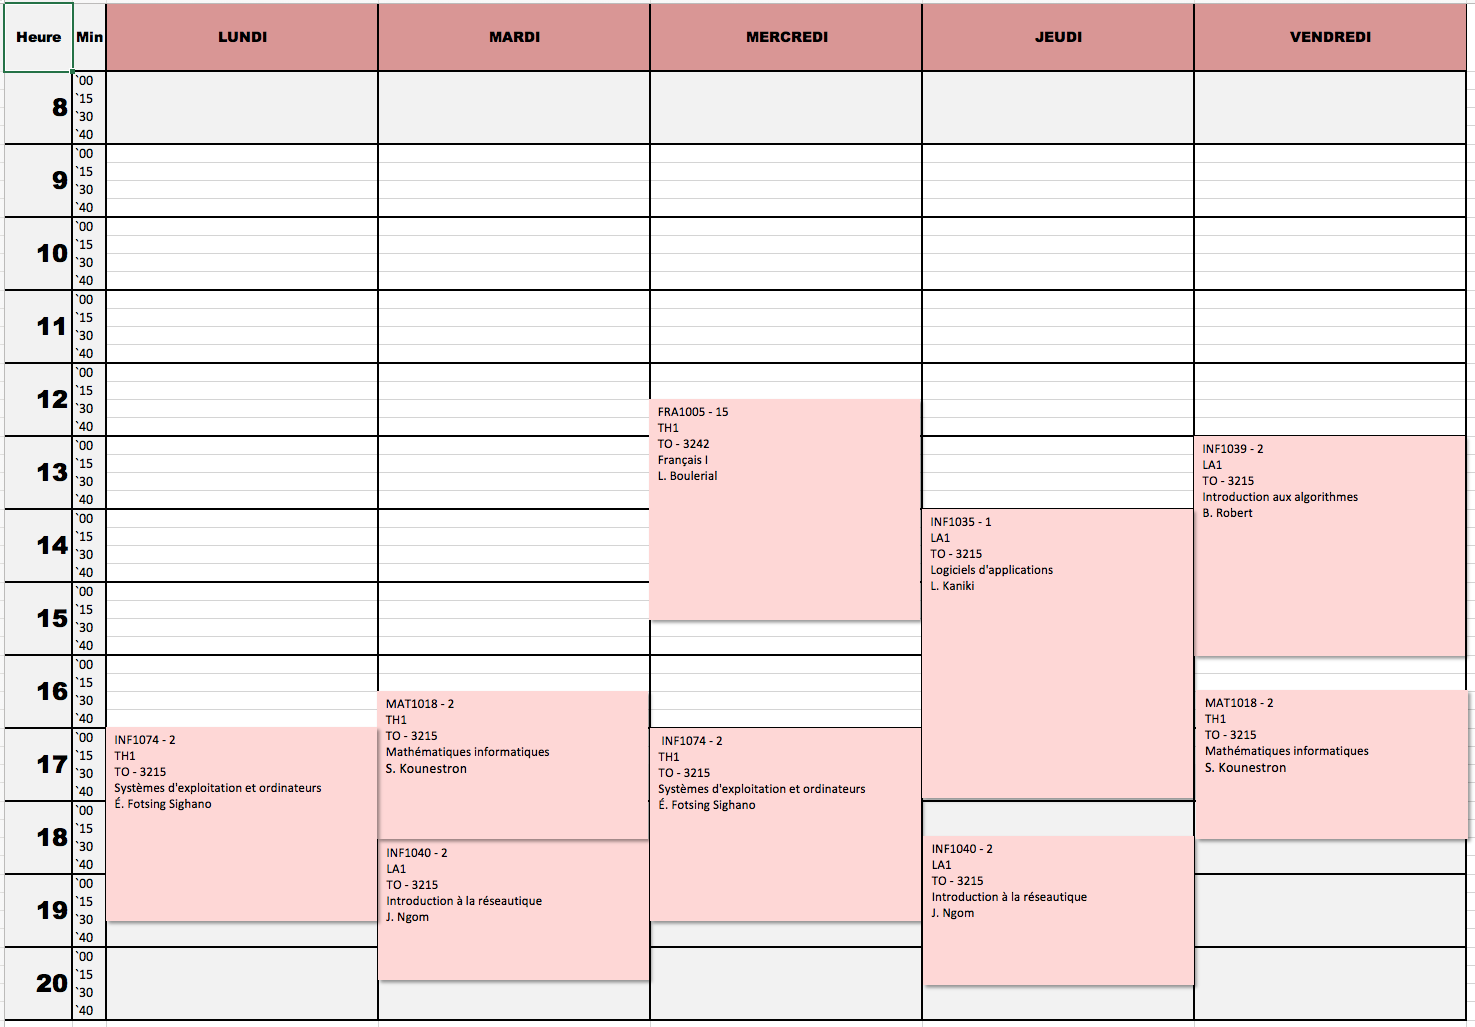 Heure Min LUNDI MARDI MERCREDI JEUDI VENDREDI
8
`00
`15
`30
`40
9
`00
`15
`30
`40
10
`00
`15
`30
`40
11
`00
`15
`30
`40
12
`00
`15
`30
`40
13
`00
`15
`30
`40
14
`00
`15
`30
`40
15
`00
`15
`30
`40
16
`00
`15
`30
`40
17
`00
`15
`30
`40
18
`00
`15
`30
`40
19
`00
`15
`30
`40
20
`00
`15
`30
`40
INF1074 - 2
TH1
TO - 3215
Systèmes d'exploitation et ordinateurs
É. Fotsing Sighano
MAT1018 - 2
TH1
TO - 3215
Mathématiques informatiques
S. Kounestron
INF1040 - 2
LA1
TO - 3215
Introduction à la réseautique
J. Ngom
FRA1005 - 15
TH1
TO - 3242
Français I
L. Boulerial
INF1074 - 2
TH1
TO - 3215
Systèmes d'exploitation et ordinateurs
É. Fotsing Sighano
INF1035 - 1
LA1
TO - 3215
Logiciels d'applications
L. Kaniki
INF1040 - 2
LA1
TO - 3215
Introduction à la réseautique
J. Ngom
INF1039 - 2
LA1
TO - 3215
Introduction aux algorithmes
B. Robert
MAT1018 - 2
TH1
TO - 3215
Mathématiques informatiques
S. Kounestron